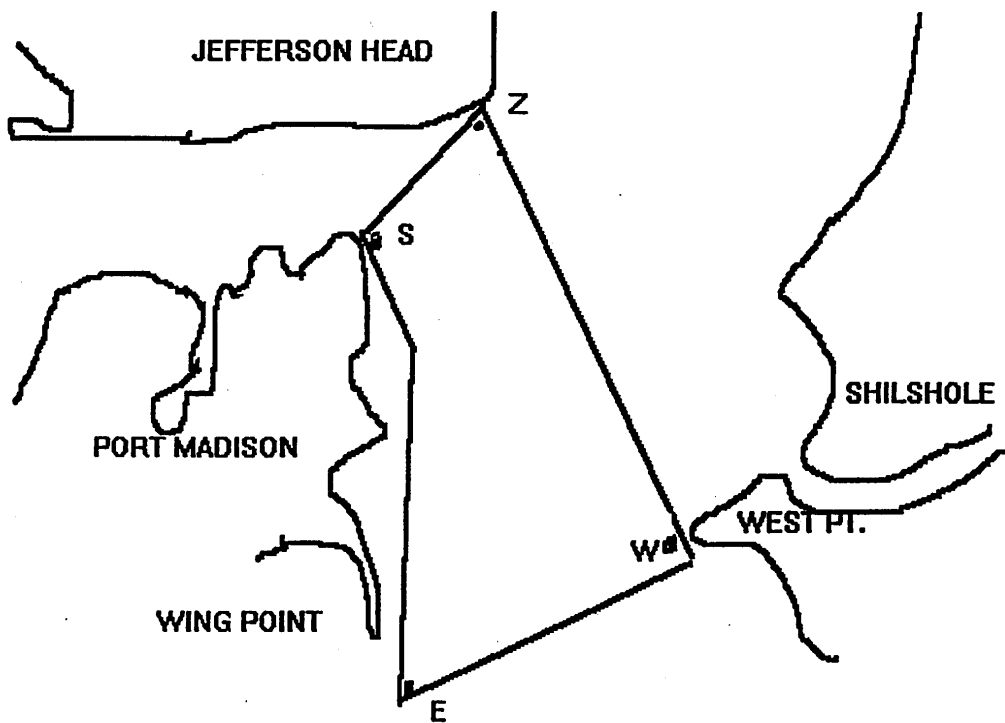 JEFFERSON HEAD
Z
S
SHILSHOLE
PORT MADISON
WEST PT.
W
WING POINT
E